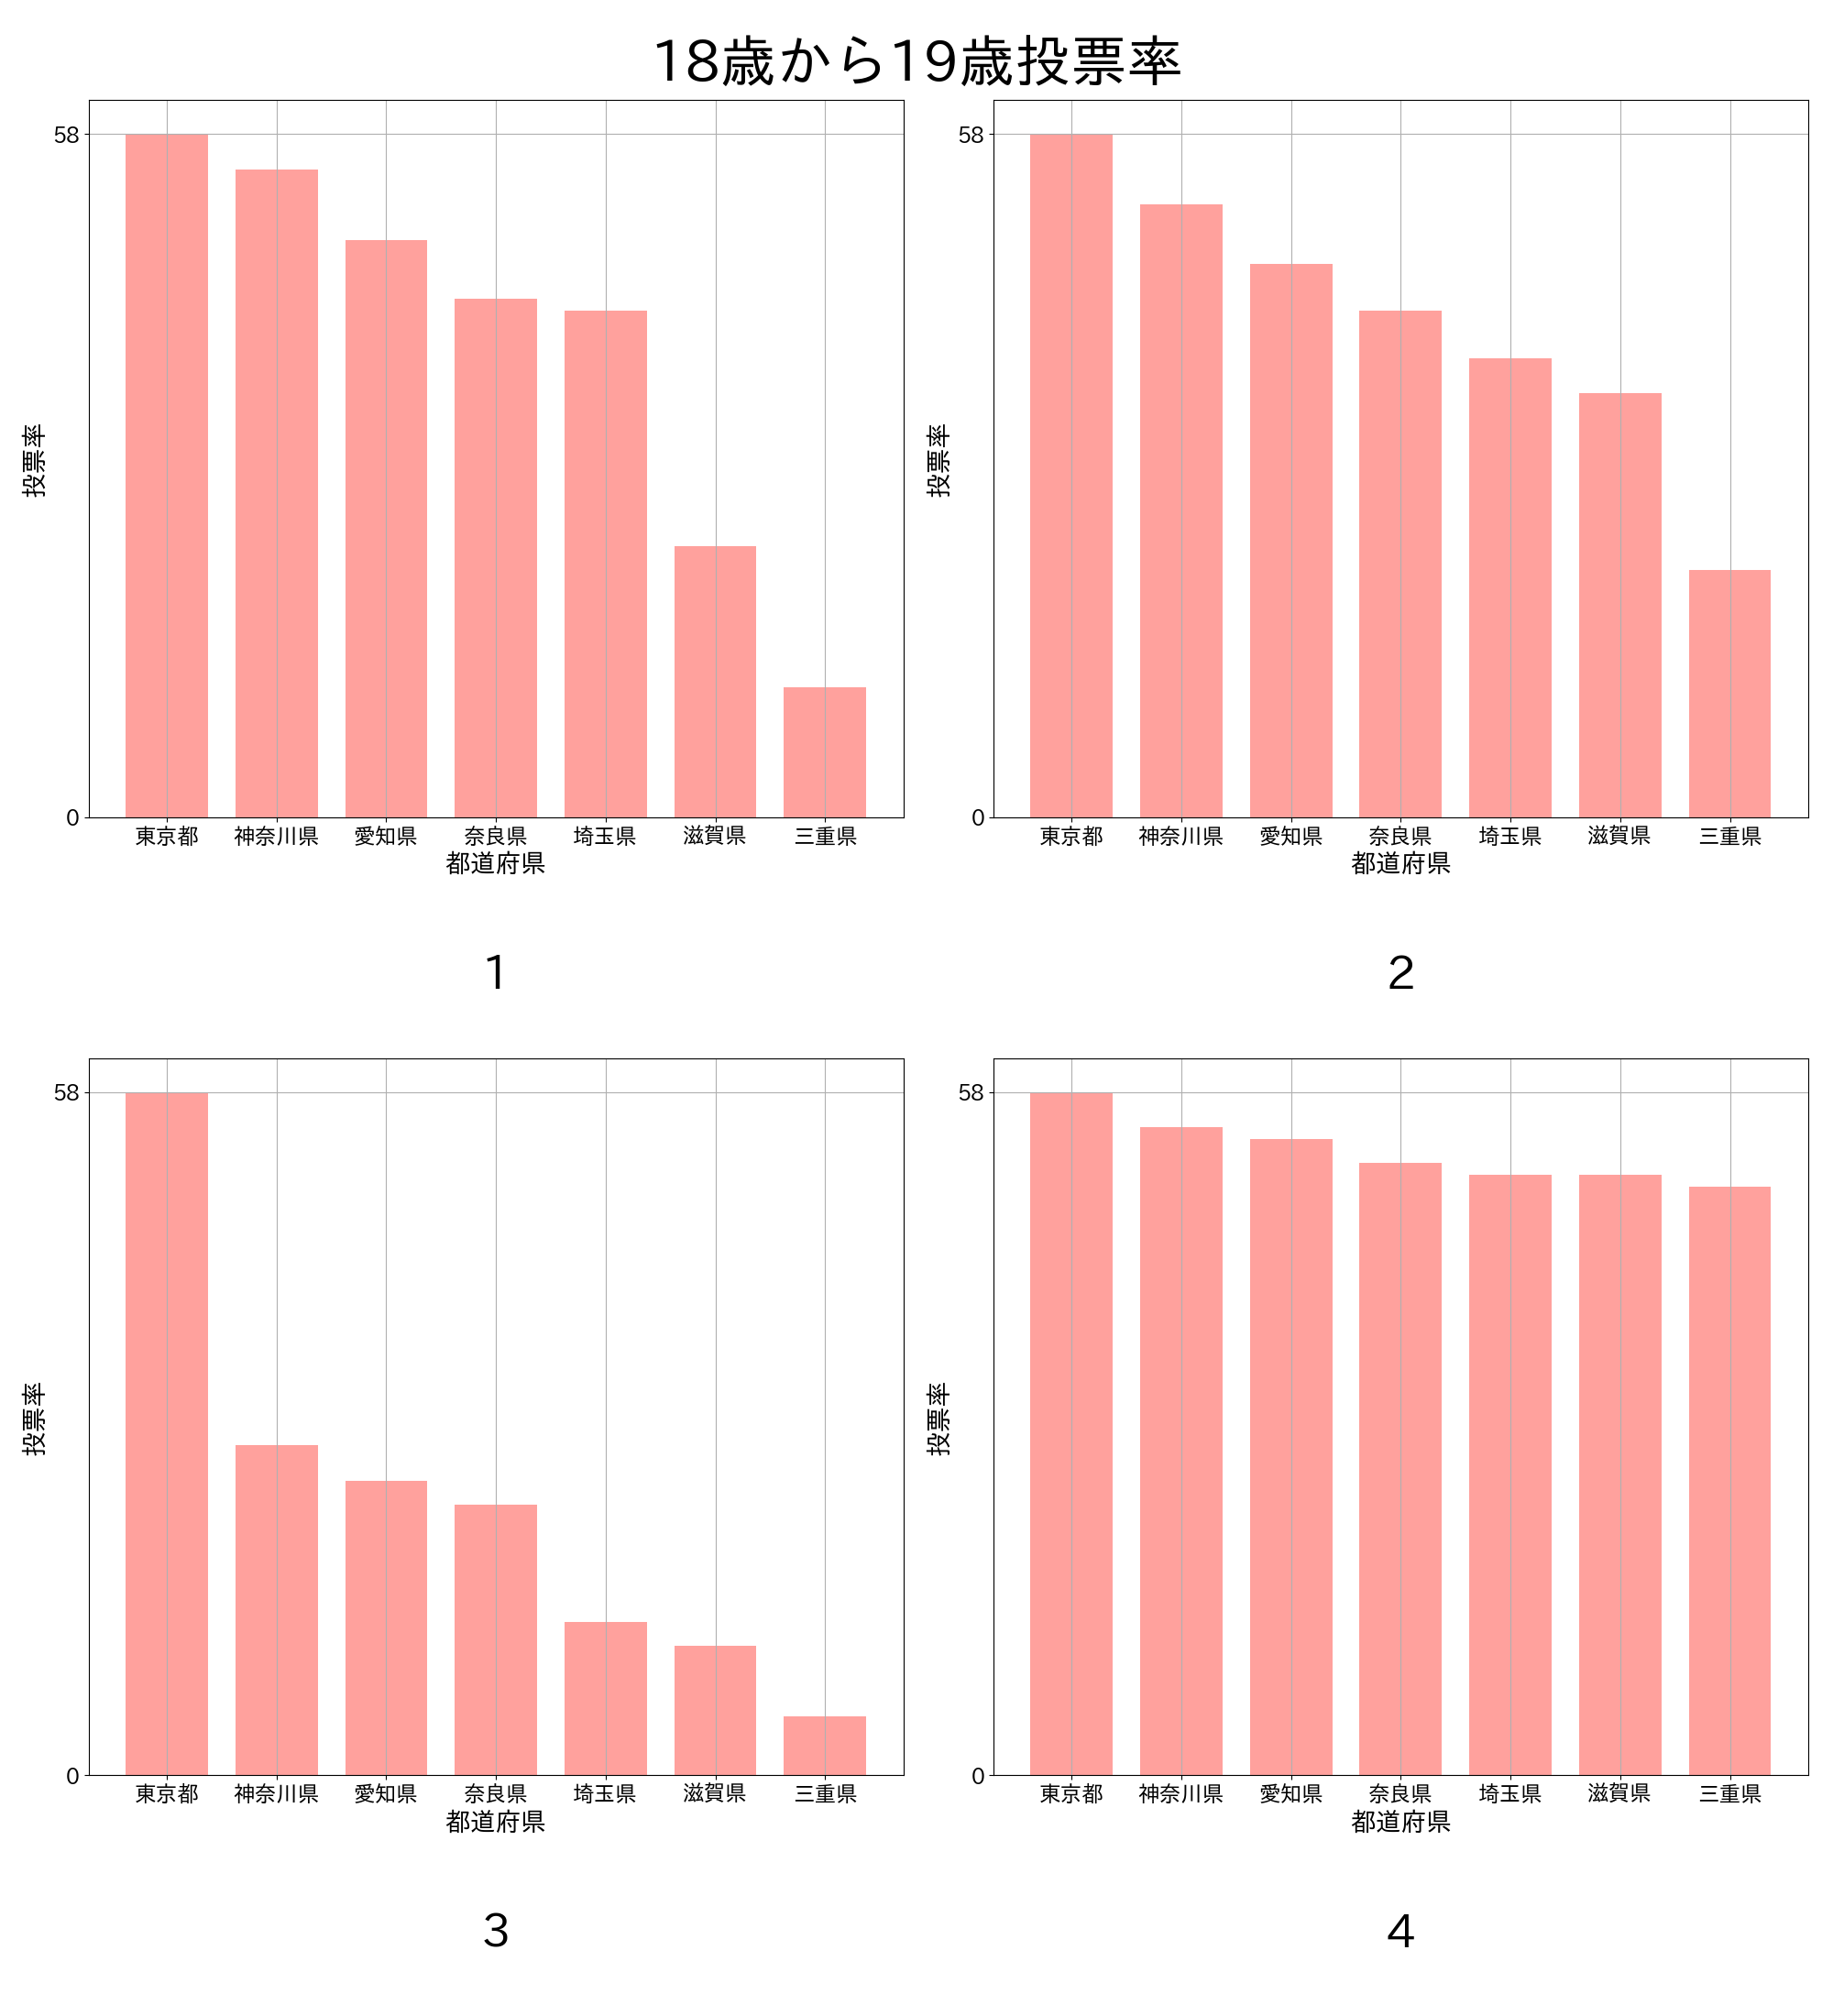 18歳から19歳投票率
58
0
投票率
東京都 神奈川県 愛知県 奈良県 埼玉県 滋賀県 三重県
都道府県
1
58
0
投票率
東京都 神奈川県 愛知県 奈良県 埼玉県 滋賀県 三重県
都道府県
2
58
0
投票率
東京都 神奈川県 愛知県 奈良県 埼玉県 滋賀県 三重県
都道府県
3
58
0
投票率
東京都 神奈川県 愛知県 奈良県 埼玉県 滋賀県 三重県
都道府県
4